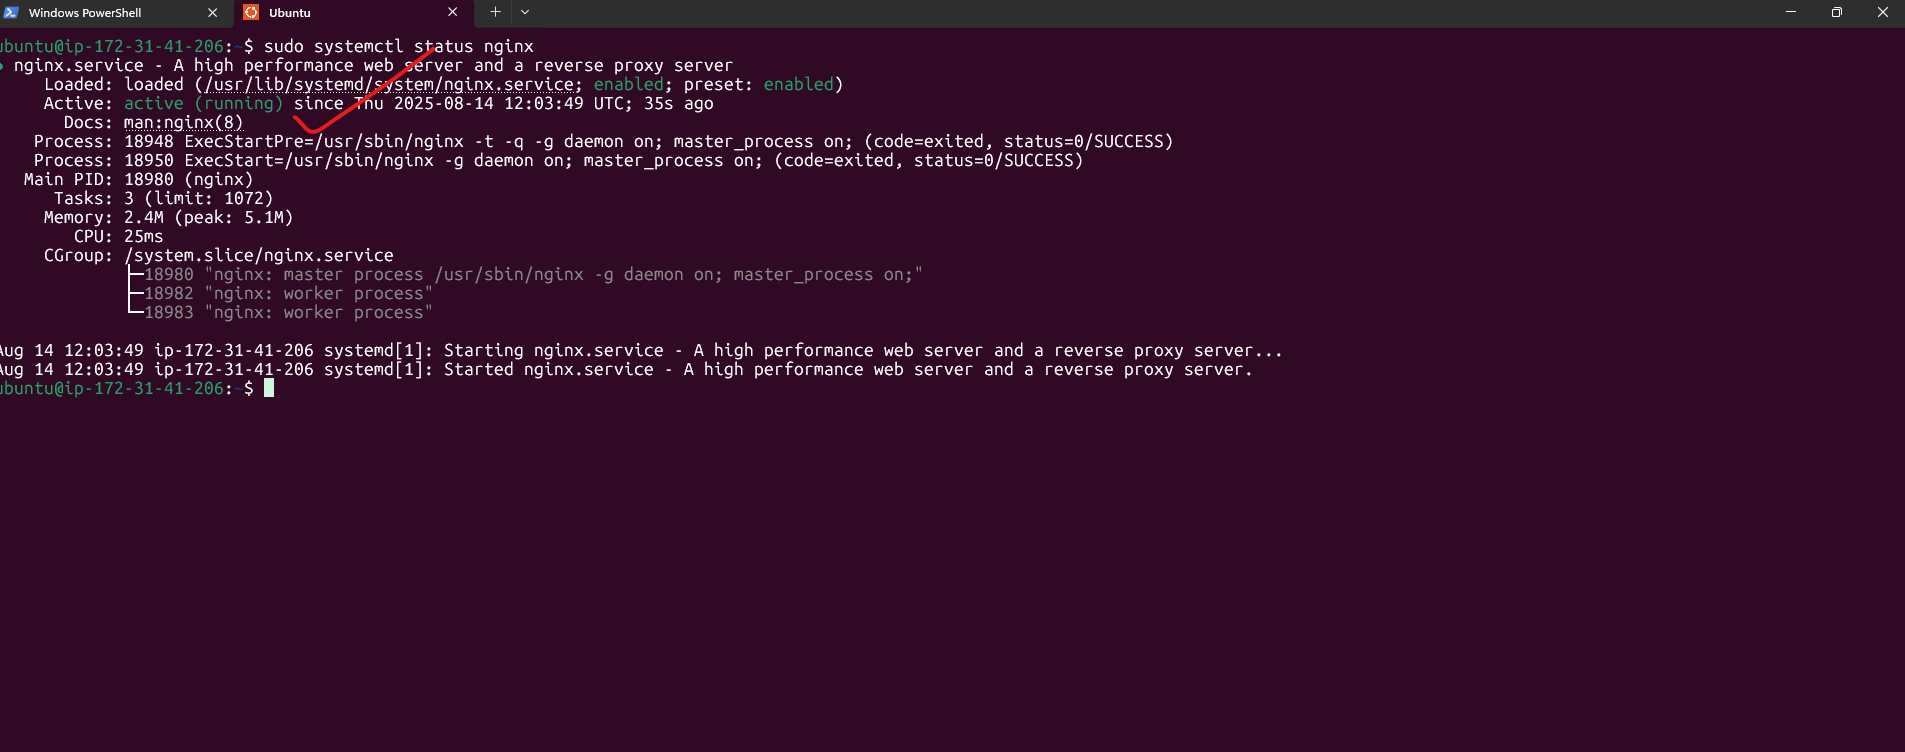 Windows PowerShell
Ubuntu
ubuntu@ip-172-31-41-206:~$ sudo systemctl status nginx
● nginx.service - A high performance web server and a reverse proxy server
Loaded: loaded (/usr/lib/systemd/system/nginx.service; enabled; preset: enabled)
Active: active (running) since Thu 2025-08-14 12:03:49 UTC; 35s ago
Docs: man:nginx(8)
Process: 18948 ExecStartPre=/usr/sbin/nginx -t -q -g daemon on; master_process on; (code=exited, status=0/SUCCESS)
Process: 18950 ExecStart=/usr/sbin/nginx -g daemon on; master_process on; (code=exited, status=0/SUCCESS)
Main PID: 18980 (nginx)
Tasks: 3 (limit: 1072)
Memory: 2.4M (peak: 5.1M)
CPU: 25ms
CGroup: /system.slice/nginx.service
├─18980 "nginx: master process /usr/sbin/nginx -g daemon on; master_process on;"
├─18982 "nginx: worker process"
└─18983 "nginx: worker process"
Aug 14 12:03:49 ip-172-31-41-206 systemd[1]: Starting nginx.service - A high performance web server and a reverse proxy server...
Aug 14 12:03:49 ip-172-31-41-206 systemd[1]: Started nginx.service - A high performance web server and a reverse proxy server.
ubuntu@ip-172-31-41-206:~$